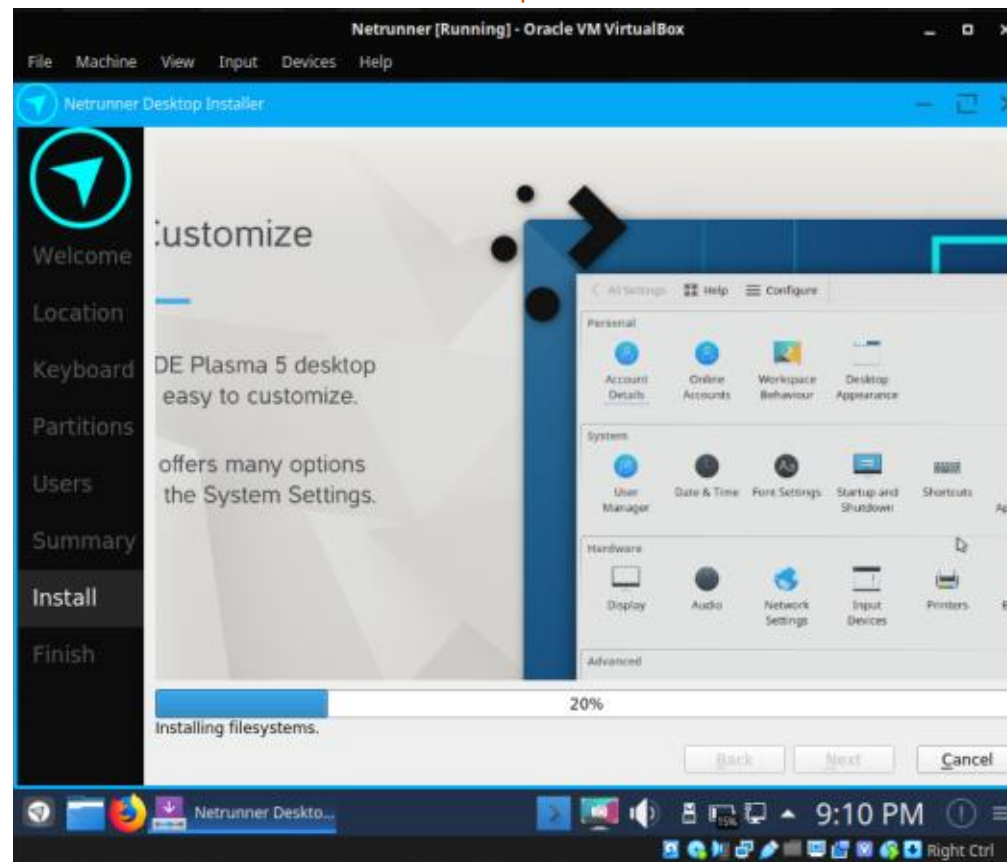 Netrunner [Running] - Oracle VM VirtualBox
File Machine View Input Devices Help
Netrunner Desktop Installer
Welcome
Location
Keyboard
Partitions
Users
Summary
Install
Finish
ustomize
DE Plasma 5 desktop
easy to customize.
offers many options
the System Settings.
All Settings Help Configure
Personal
Account Details
Online Accounts
Workspace Behaviour
Desktop Appearance
System
User Manager
Date & Time
Font Settings
Startup and Shutdown
Shortcuts
Hardware
Display
Audio
Network Settings
Input Devices
Printers
Advanced
20%
Installing filesystems.
Back Next Cancel
Netrunner Deskto... 15% 9:10 PM
Right Ctrl